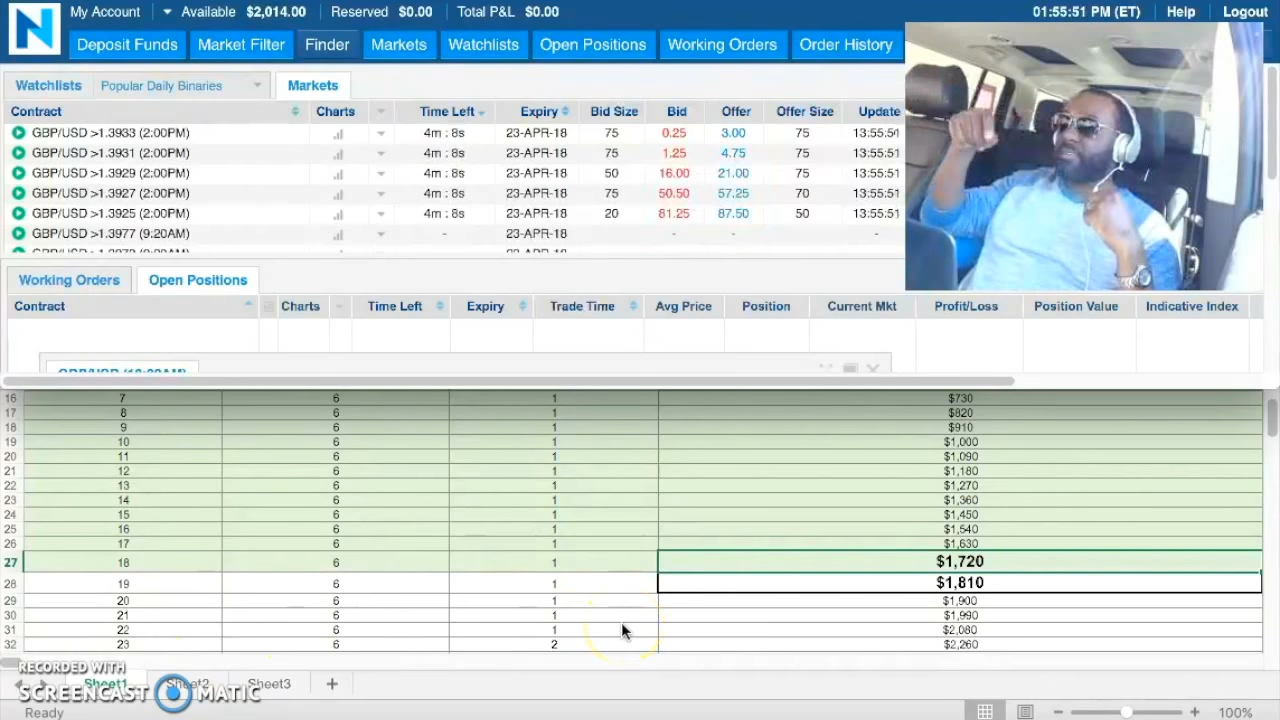 My Account Available $2,014.00 Reserved $0.00 Total P&L $0.00 01:55:51 PM (ET) Help Logout
N
Deposit Funds Market Filter Finder Markets Watchlists Open Positions Working Orders Order History
Watchlists Popular Daily Binaries Markets
Contract Charts Time Left Expiry Bid Size Bid Offer Offer Size Update
GBP/USD >1.3933 (2:00PM) 4m : 8s 23-APR-18 75 0.25 3.00 75 13:55:51
GBP/USD >1.3931 (2:00PM) 4m : 8s 23-APR-18 75 1.25 4.75 75 13:55:51
GBP/USD >1.3929 (2:00PM) 4m : 8s 23-APR-18 50 16.00 21.00 75 13:55:51
GBP/USD >1.3927 (2:00PM) 4m : 8s 23-APR-18 75 50.50 57.25 70 13:55:51
GBP/USD >1.3925 (2:00PM) 4m : 8s 23-APR-18 20 81.25 87.50 50 13:55:51
GBP/USD >1.3977 (9:20AM) - 23-APR-18 - - -
Working Orders Open Positions
Contract Charts Time Left Expiry Trade Time Avg Price Position Current Mkt Profit/Loss Position Value Indicative Index
16 7 6 1 $730
17 8 6 1 $820
18 9 6 1 $910
19 10 6 1 $1,000
20 11 6 1 $1,090
21 12 6 1 $1,180
22 13 6 1 $1,270
23 14 6 1 $1,360
24 15 6 1 $1,450
25 16 6 1 $1,540
26 17 6 1 $1,630
27 18 6 1 $1,720
28 19 6 1 $1,810
29 20 6 1 $1,900
30 21 6 1 $1,990
31 22 6 1 $2,080
32 23 6 2 $2,260
RECORDED WITH
SCREENCAST MATIC
Sheet1 Sheet2 Sheet3 +
Ready 100%